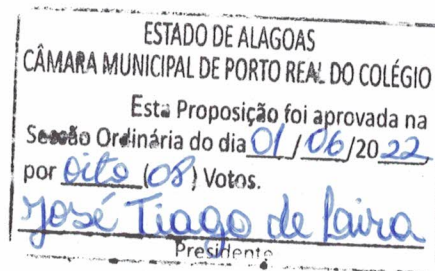 ESTADO DE ALAGOAS
CÂMARA MUNICIPAL DE PORTO REAL DO COLÉGIO
Esta Proposição foi aprovada na
Sessão Ordinária do dia 01/06/2022
por oito (08) Votos.
José Tiago de Paiva
Presidente